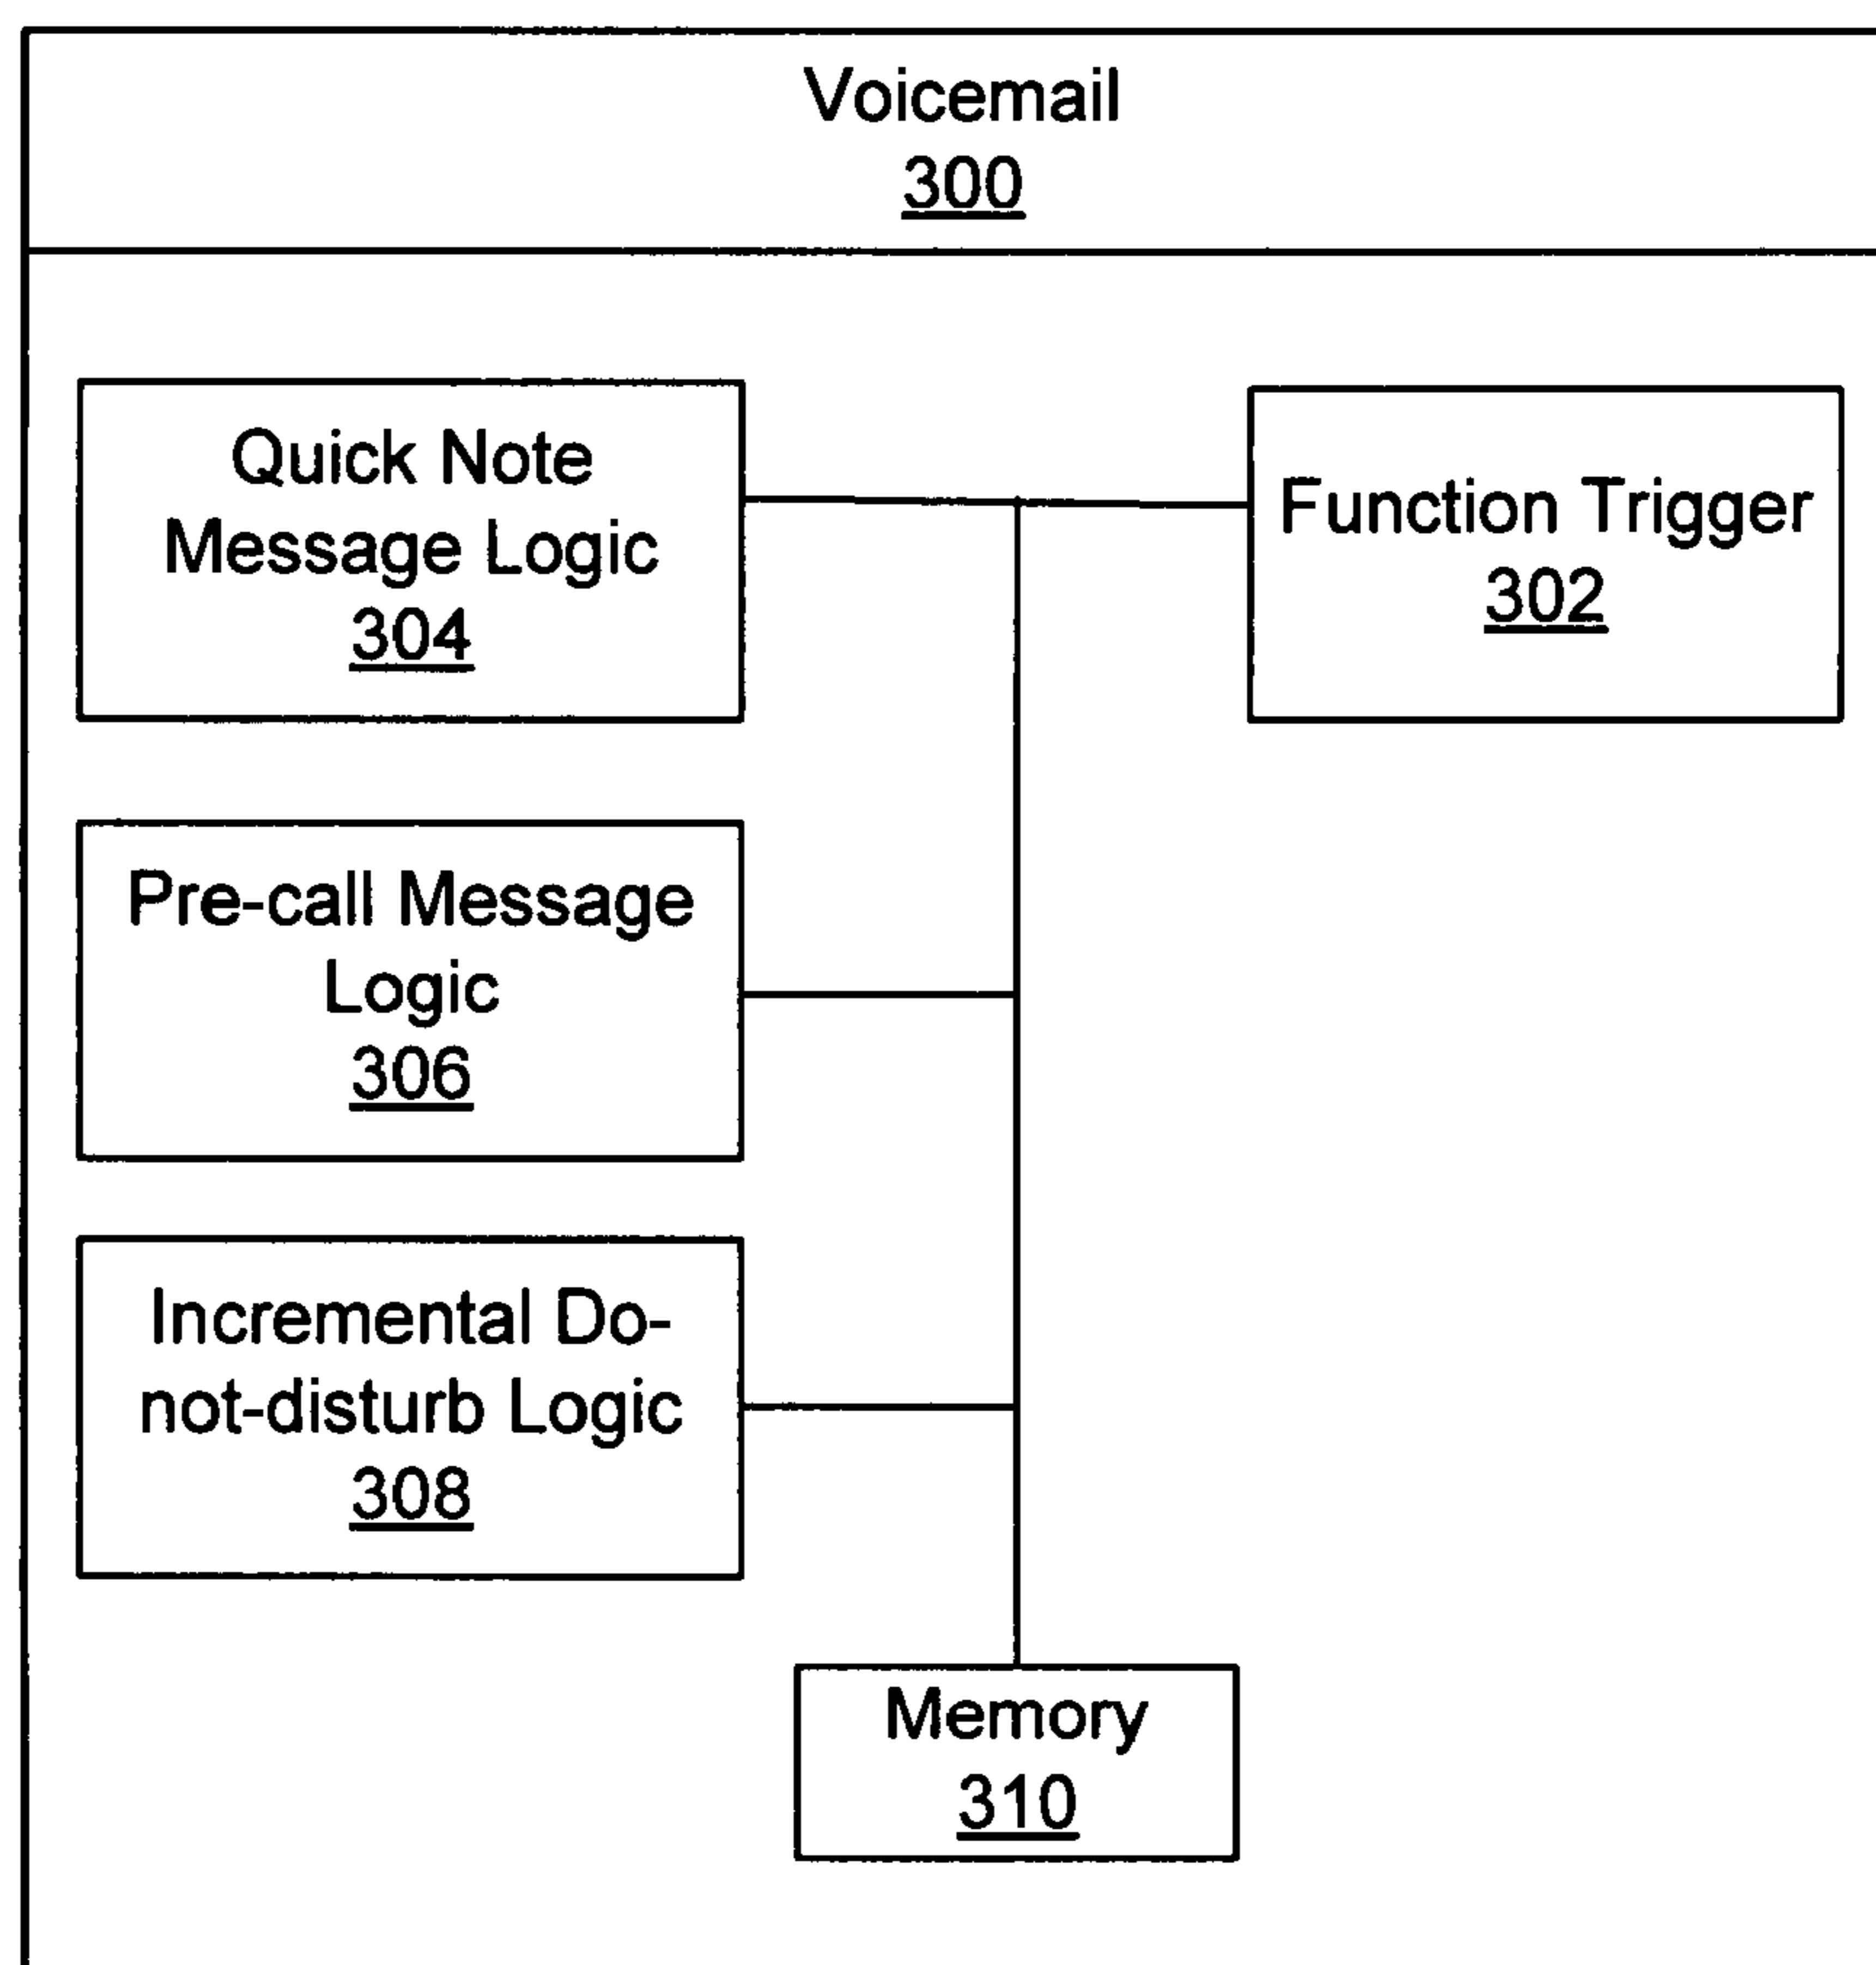 Voicemail
300
Quick Note
Message Logic
304
Function Trigger
302
Pre-call Message
Logic
306
Incremental Do-
not-disturb Logic
308
Memory
310